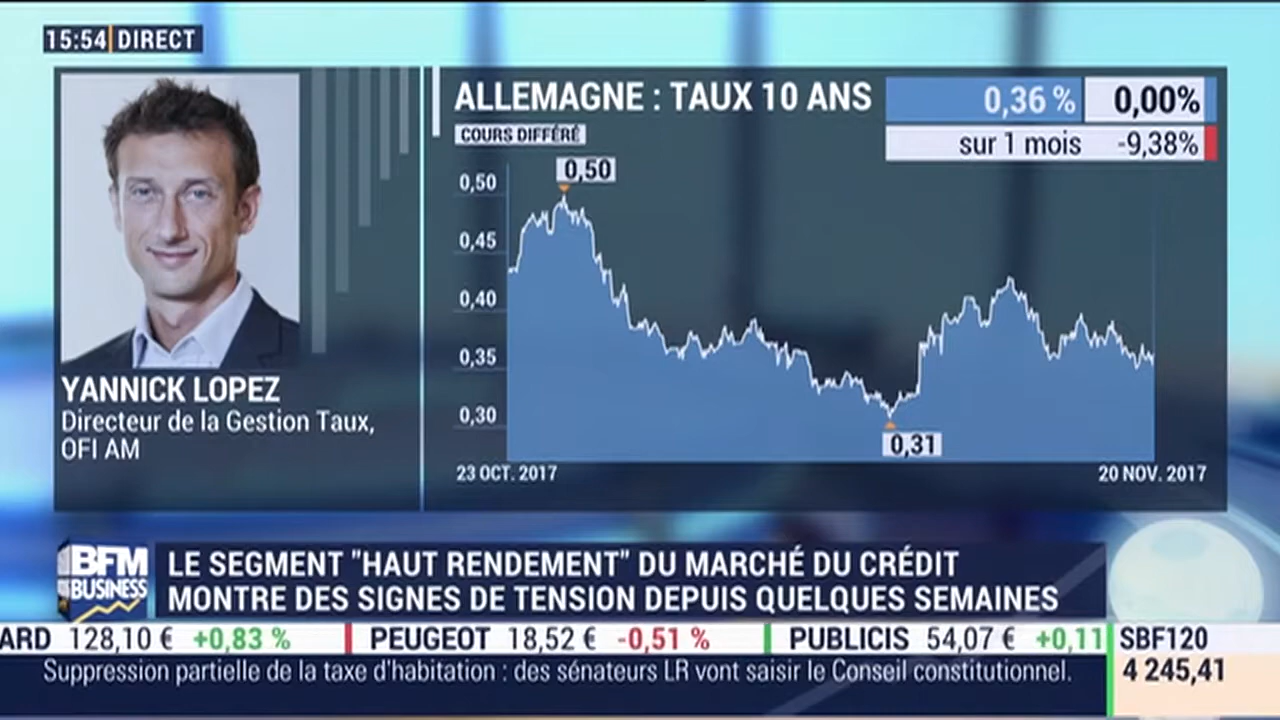 15:54 DIRECT
ALLEMAGNE : TAUX 10 ANS
0,36 % 0,00%
sur 1 mois -9,38%
COURS DIFFÉRÉ
0,50
0,50
0,45
0,40
0,35
0,30
0,31
23 OCT. 2017 20 NOV. 2017
YANNICK LOPEZ
Directeur de la Gestion Taux,
OFI AM
BFM
BUSINESS
LE SEGMENT "HAUT RENDEMENT" DU MARCHÉ DU CRÉDIT
MONTRE DES SIGNES DE TENSION DEPUIS QUELQUES SEMAINES
ARD 128,10 € +0,83 % PEUGEOT 18,52 € -0,51 % PUBLICIS 54,07 € +0,11
SBF120
4 245,41
Suppression partielle de la taxe d'habitation : des sénateurs LR vont saisir le Conseil constitutionnel.